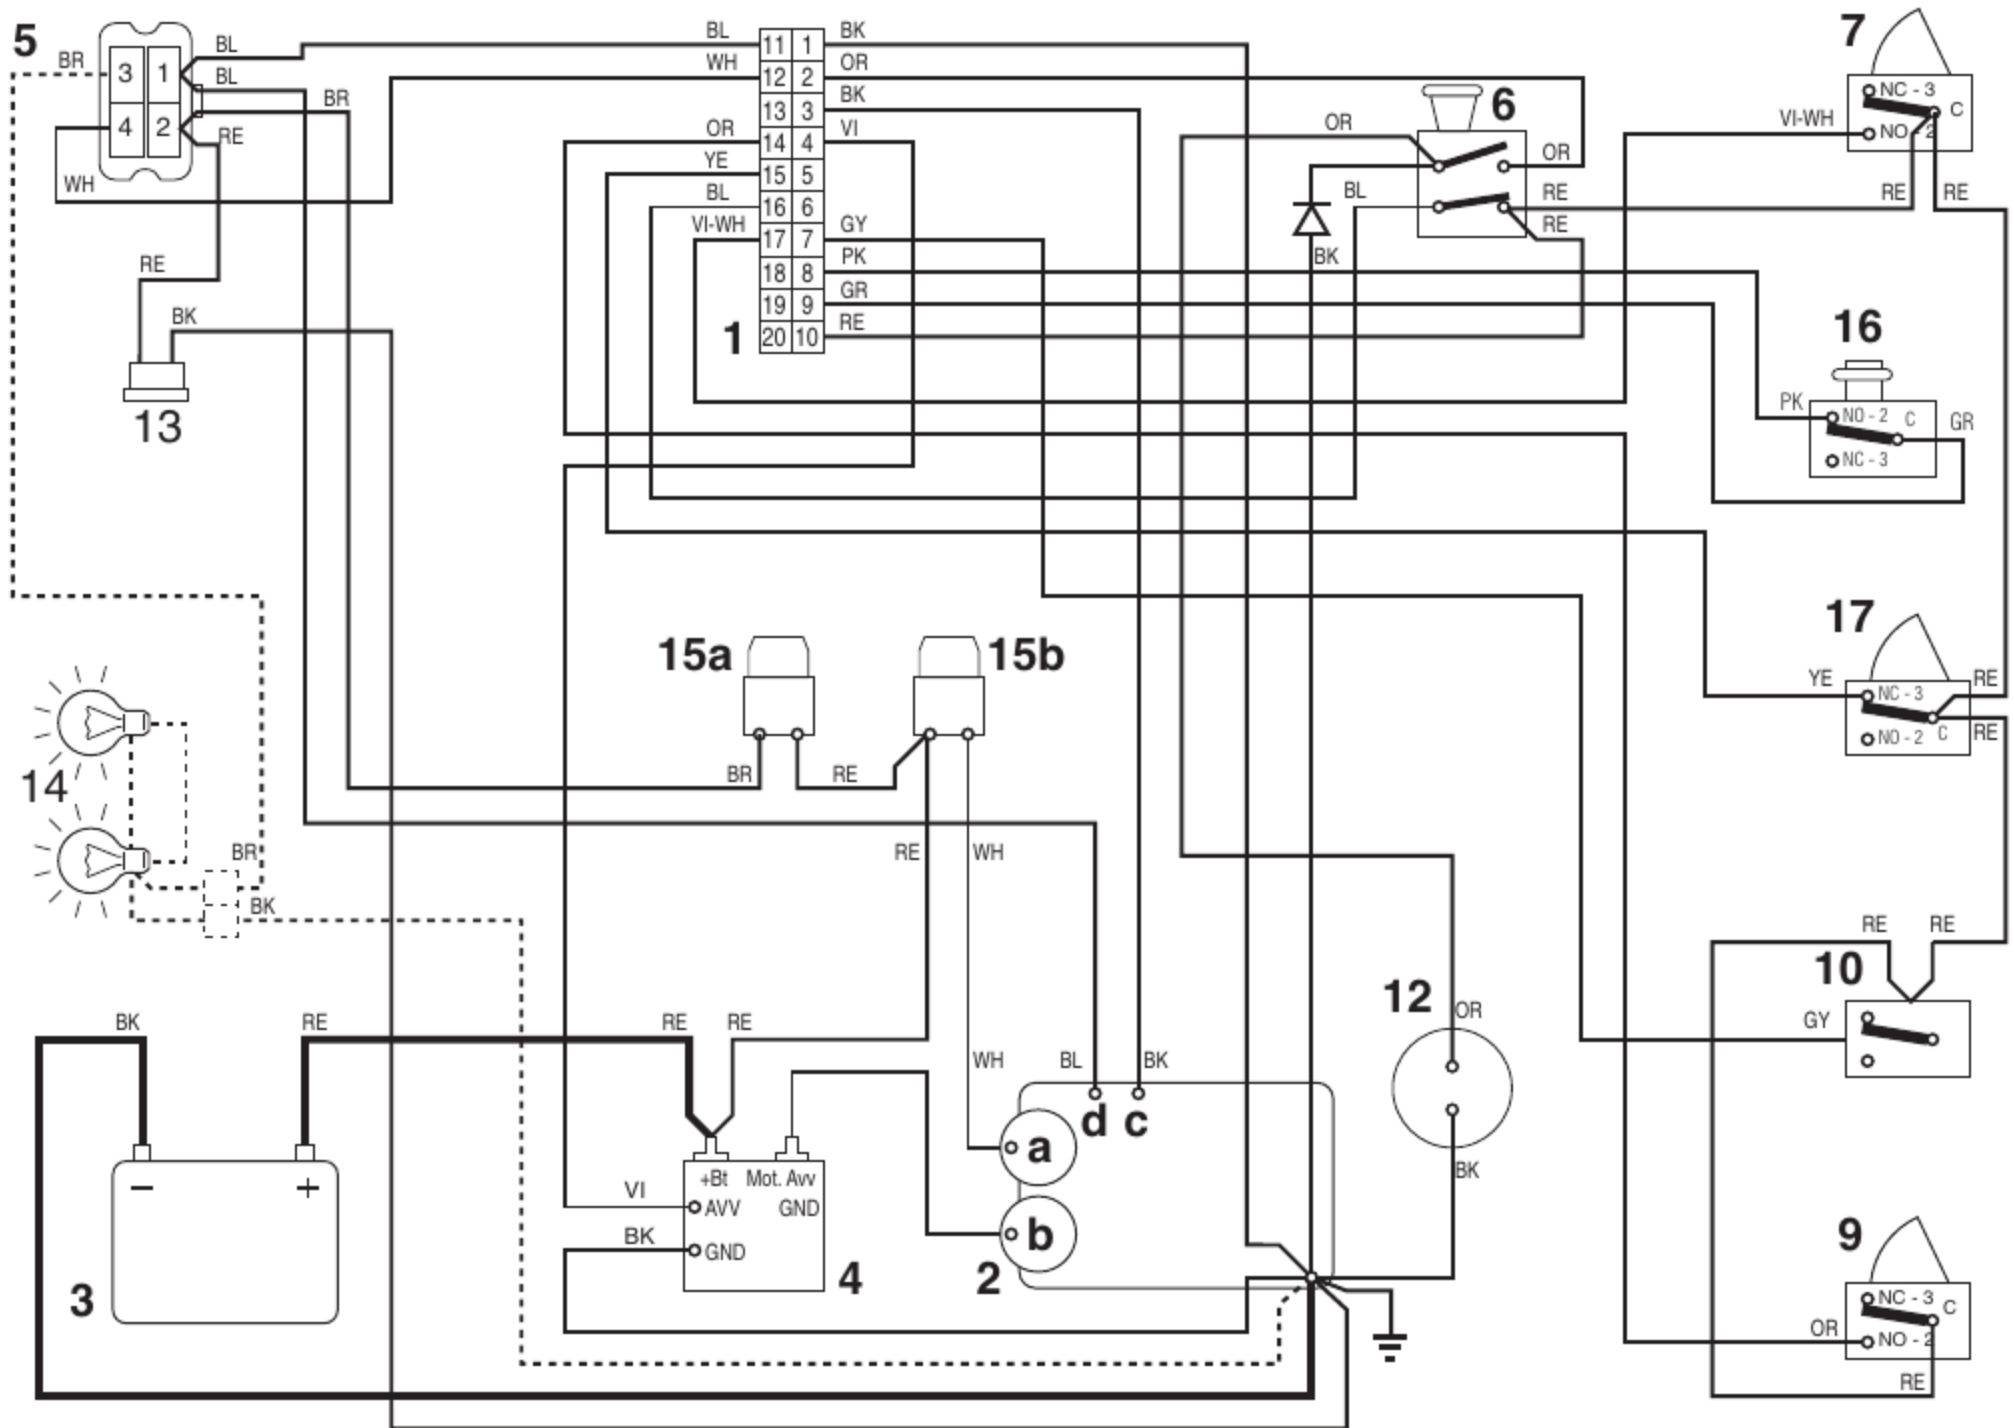 5
BR
BL
BL
BR
3 1
4 2
RE
WH
RE
BK
13
BL 11 1 BK
WH 12 2 OR
13 3 BK
OR 14 4 VI
YE 15 5
BL 16 6
VI-WH 17 7 GY
18 8 PK
19 9 GR
1 20 10 RE
6
OR
OR
BL
RE
RE
BK
7
NC - 3
C
VI-WH
NO - 2
RE RE
16
PK
NO - 2 C
GR
NC - 3
17
YE
NC - 3
RE
NO - 2 C
RE
15a
15b
BR
RE
RE
WH
14
BR
BK
RE RE
10
GY
12
OR
BK
BK
RE
RE
RE
WH
BL
BK
d c
a
b
2
− +
3
+Bt Mot. Avv
VI
AVV GND
BK
GND
4
9
NC - 3
C
OR
NO - 2
RE